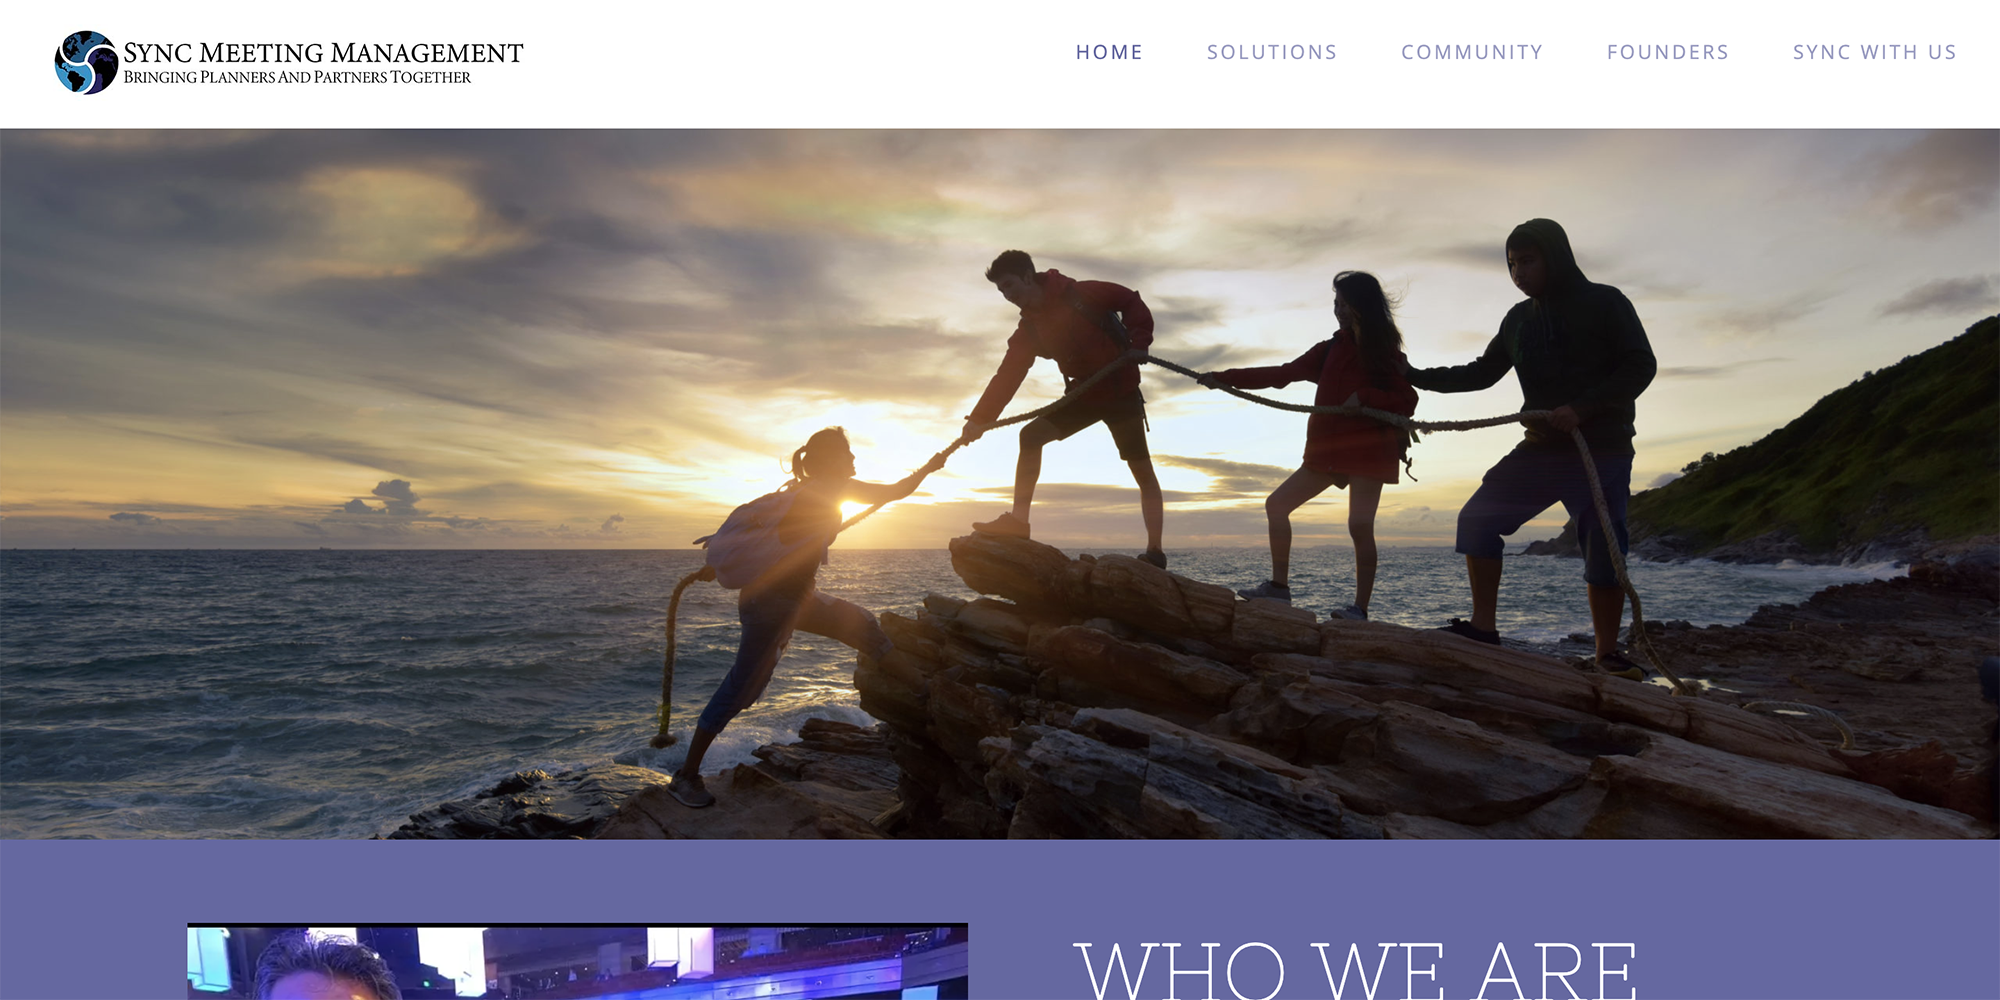 SYNC MEETING MANAGEMENT
BRINGING PLANNERS AND PARTNERS TOGETHER
HOME
SOLUTIONS
COMMUNITY
FOUNDERS
SYNC WITH US
WHO WE ARE